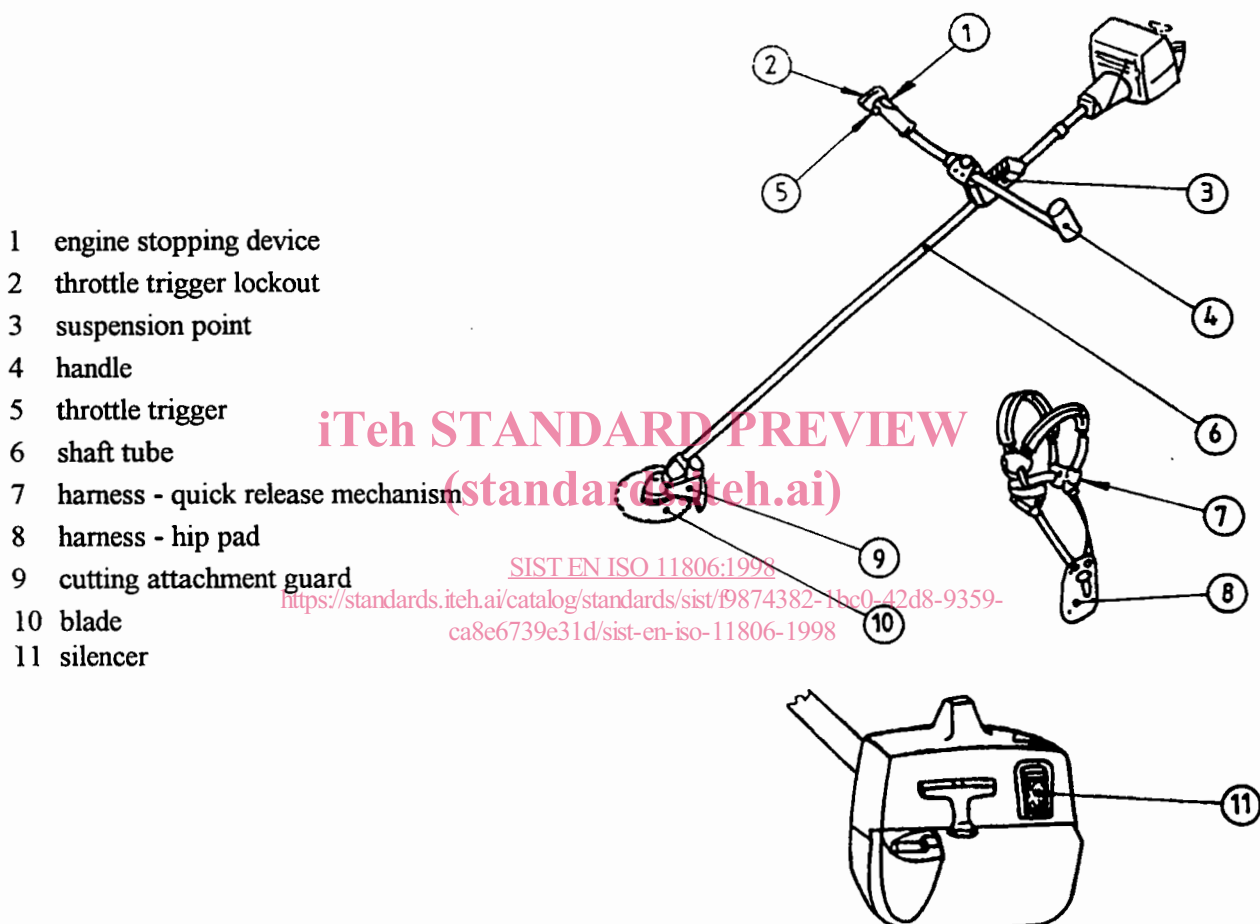 1
2
5
3
4
6
7
8
9
10
11
1 engine stopping device
2 throttle trigger lockout
3 suspension point
4 handle
5 throttle trigger
6 shaft tube
7 harness - quick release mechanism
8 harness - hip pad
9 cutting attachment guard
10 blade
11 silencer
iTeh STANDARD PREVIEW
(standards.iteh.ai)
SIST EN ISO 11806:1998
https://standards.iteh.ai/catalog/standards/sist/f9874382-1bc0-42d8-9359-
ca8e6739e31d/sist-en-iso-11806-1998